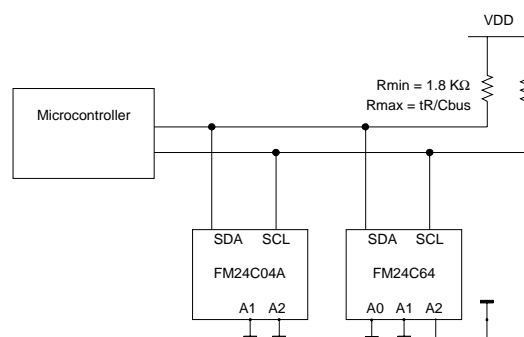 VDD
Rmin = 1.8 KΩ
Rmax = tR/Cbus
Microcontroller
SDA SCL
SDA SCL
FM24C04A
FM24C64
A1 A2
A0 A1 A2